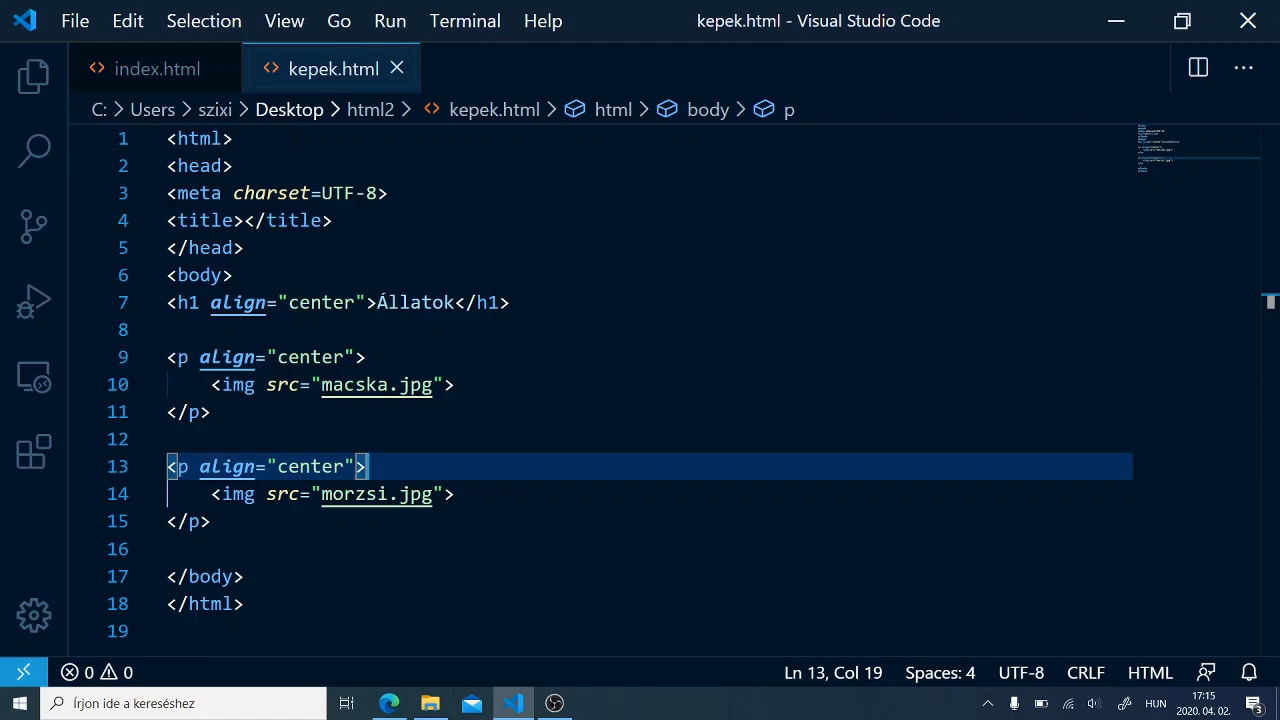 File Edit Selection View Go Run Terminal Help kepek.html - Visual Studio Code
index.html kepek.html
C: > Users > szixi > Desktop > html2 > kepek.html > html > body > p
1 <html>
2 <head>
3 <meta charset=UTF-8>
4 <title></title>
5 </head>
6 <body>
7 <h1 align="center">Állatok</h1>
8
9 <p align="center">
10 <img src="macska.jpg">
11 </p>
12
13 <p align="center">
14 <img src="morzsi.jpg">
15 </p>
16
17 </body>
18 </html>
19
0 0 Ln 13, Col 19 Spaces: 4 UTF-8 CRLF HTML
Írjon ide a kereséshez HUN 17:15
2020. 04. 02. 3